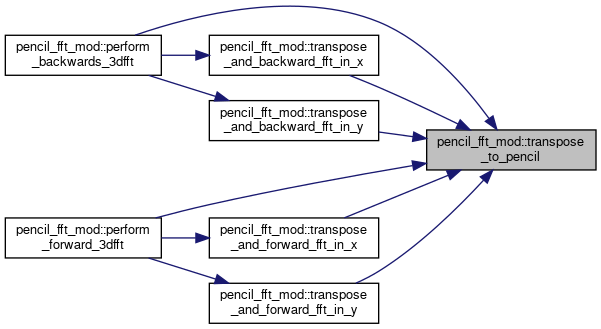 pencil_fft_mod::perform
_backwards_3dfft
pencil_fft_mod::transpose
_and_backward_fft_in_x
pencil_fft_mod::transpose
_and_backward_fft_in_y
pencil_fft_mod::transpose
_to_pencil
pencil_fft_mod::perform
_forward_3dfft
pencil_fft_mod::transpose
_and_forward_fft_in_x
pencil_fft_mod::transpose
_and_forward_fft_in_y